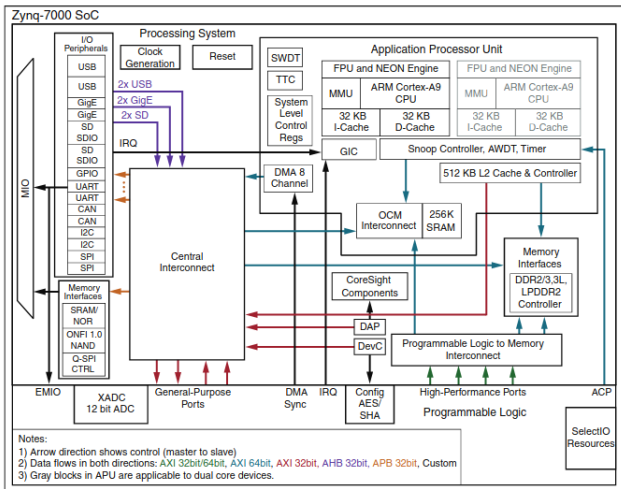 Zynq-7000 SoC
Processing System
I/O
Peripherals
USB
USB
GigE
GigE
SD
SDIO
SD
SDIO
GPIO
UART
UART
CAN
CAN
I2C
I2C
SPI
SPI
MIO
Memory
Interfaces
SRAM/
NOR
ONFI 1.0
NAND
Q-SPI
CTRL
Clock
Generation
Reset
2x USB
2x GigE
2x SD
IRQ
Central
Interconnect
SWDT
TTC
System
Level
Control
Regs
DMA 8
Channel
Application Processor Unit
FPU and NEON Engine
MMU
ARM Cortex-A9
CPU
32 KB
I-Cache
32 KB
D-Cache
FPU and NEON Engine
MMU
ARM Cortex-A9
CPU
32 KB
I-Cache
32 KB
D-Cache
GIC
Snoop Controller, AWDT, Timer
512 KB L2 Cache & Controller
OCM
Interconnect
256K
SRAM
Memory
Interfaces
DDR2/3,3L,
LPDDR2
Controller
CoreSight
Components
DAP
DevC
Programmable Logic to Memory
Interconnect
EMIO
XADC
12 bit ADC
General-Purpose
Ports
DMA
Sync
IRQ
Config
AES/
SHA
High-Performance Ports
ACP
Programmable Logic
SelectIO
Resources
Notes:
1) Arrow direction shows control (master to slave)
2) Data flows in both directions: AXI 32bit/64bit, AXI 64bit, AXI 32bit, AHB 32bit, APB 32bit, Custom
3) Gray blocks in APU are applicable to dual core devices.